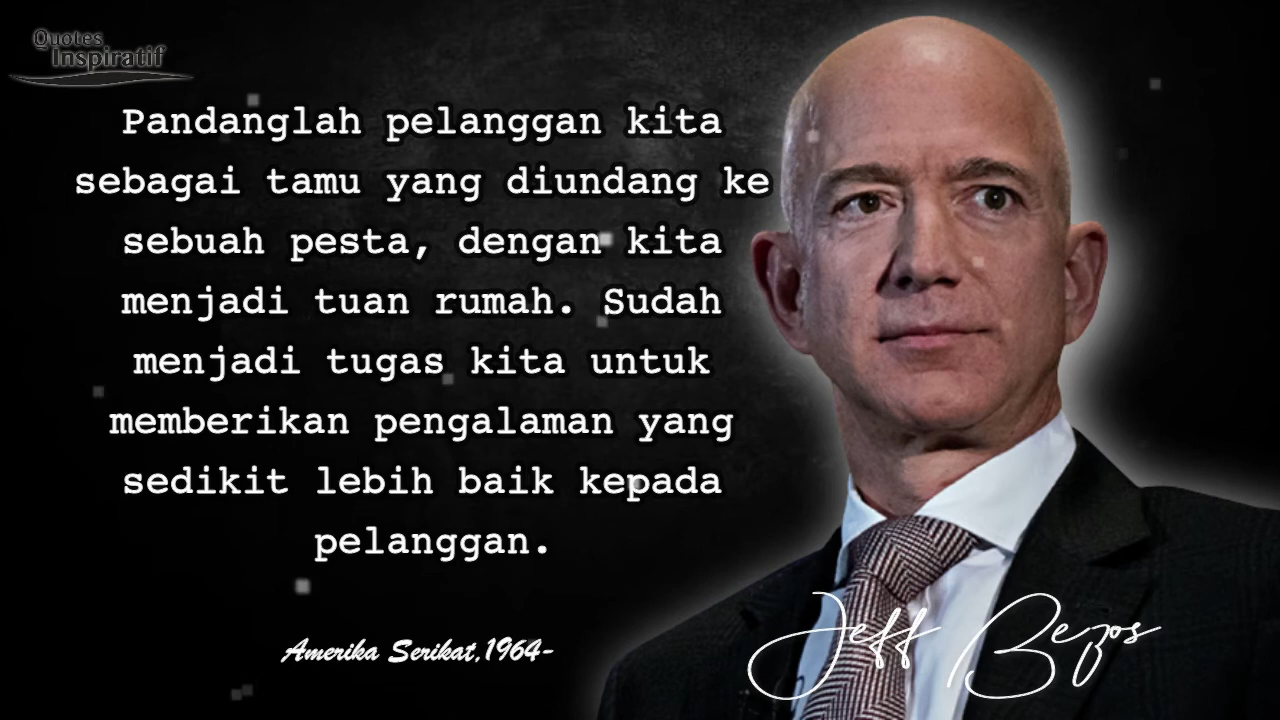 Quotes
Inspiratif
Pandanglah pelanggan kita
sebagai tamu yang diundang ke
sebuah pesta, dengan kita
menjadi tuan rumah. Sudah
menjadi tugas kita untuk
memberikan pengalaman yang
sedikit lebih baik kepada
pelanggan.
Amerika Serikat,1964-
Jeff Bezos